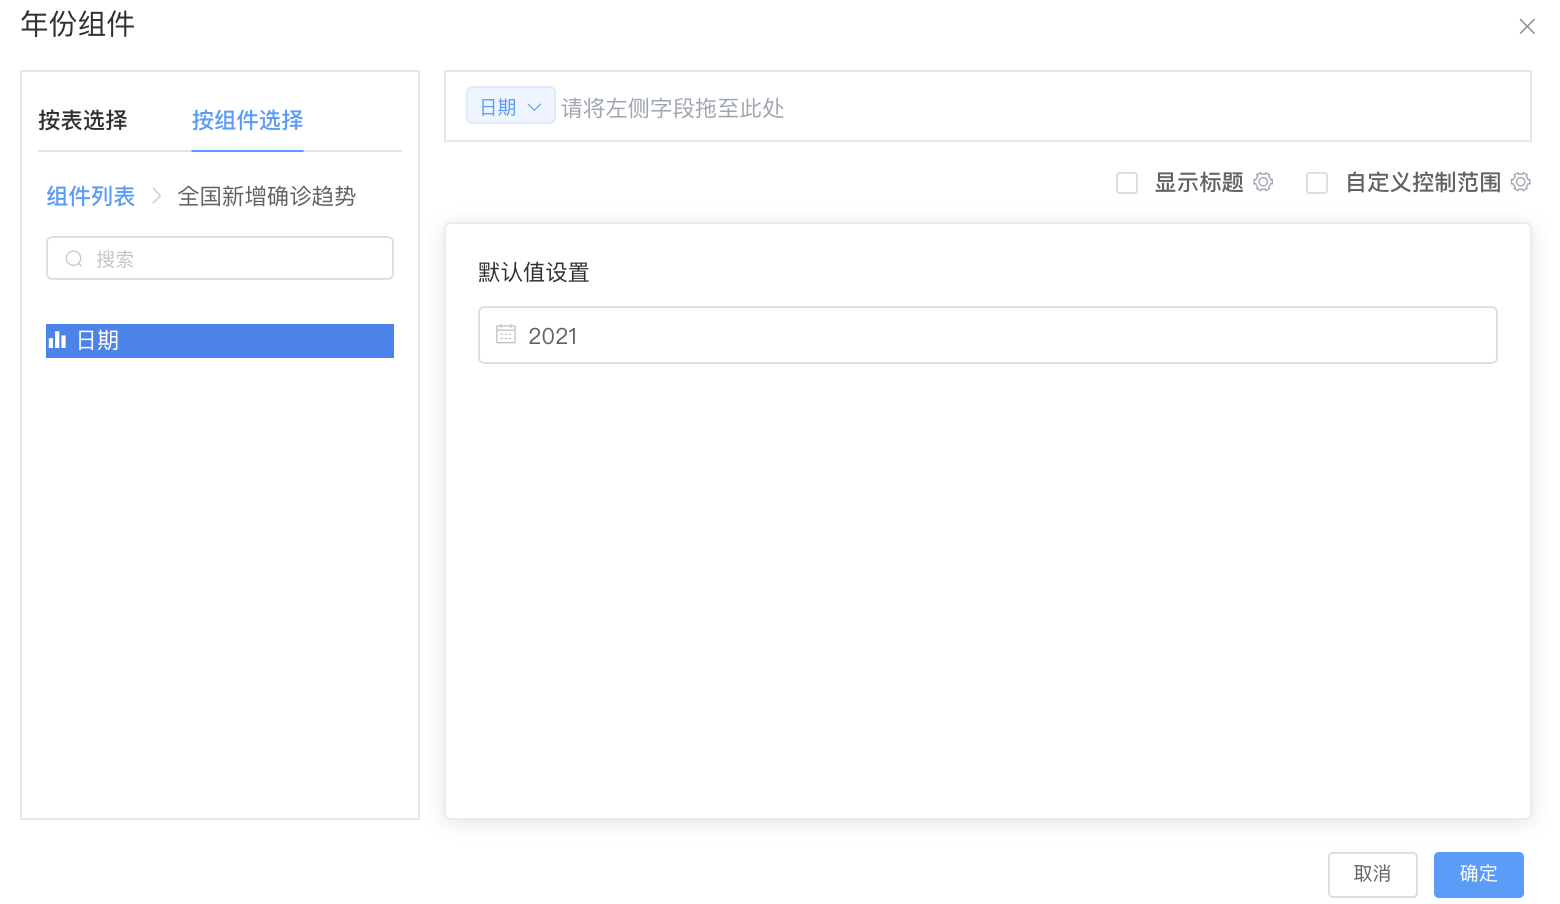 年份组件
按表选择 按组件选择
组件列表 > 全国新增确诊趋势
搜索
日期
日期 请将左侧字段拖至此处
显示标题 自定义控制范围
默认值设置
2021
取消 确定